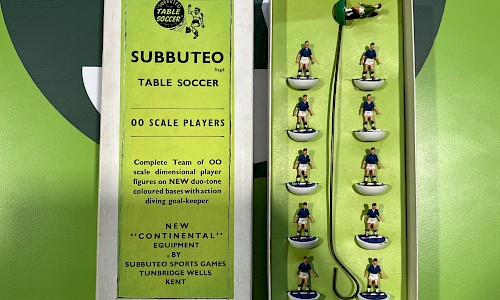 TABLE
SOCCER
SUBBUTEO
Regd
TABLE SOCCER
OO SCALE PLAYERS
Complete Team of OO
scale dimensional player
figures on NEW duo-tone
coloured bases with action
diving goal-keeper
NEW
"CONTINENTAL"
EQUIPMENT
BY
SUBBUTEO SPORTS GAMES
TUNBRIDGE WELLS
KENT